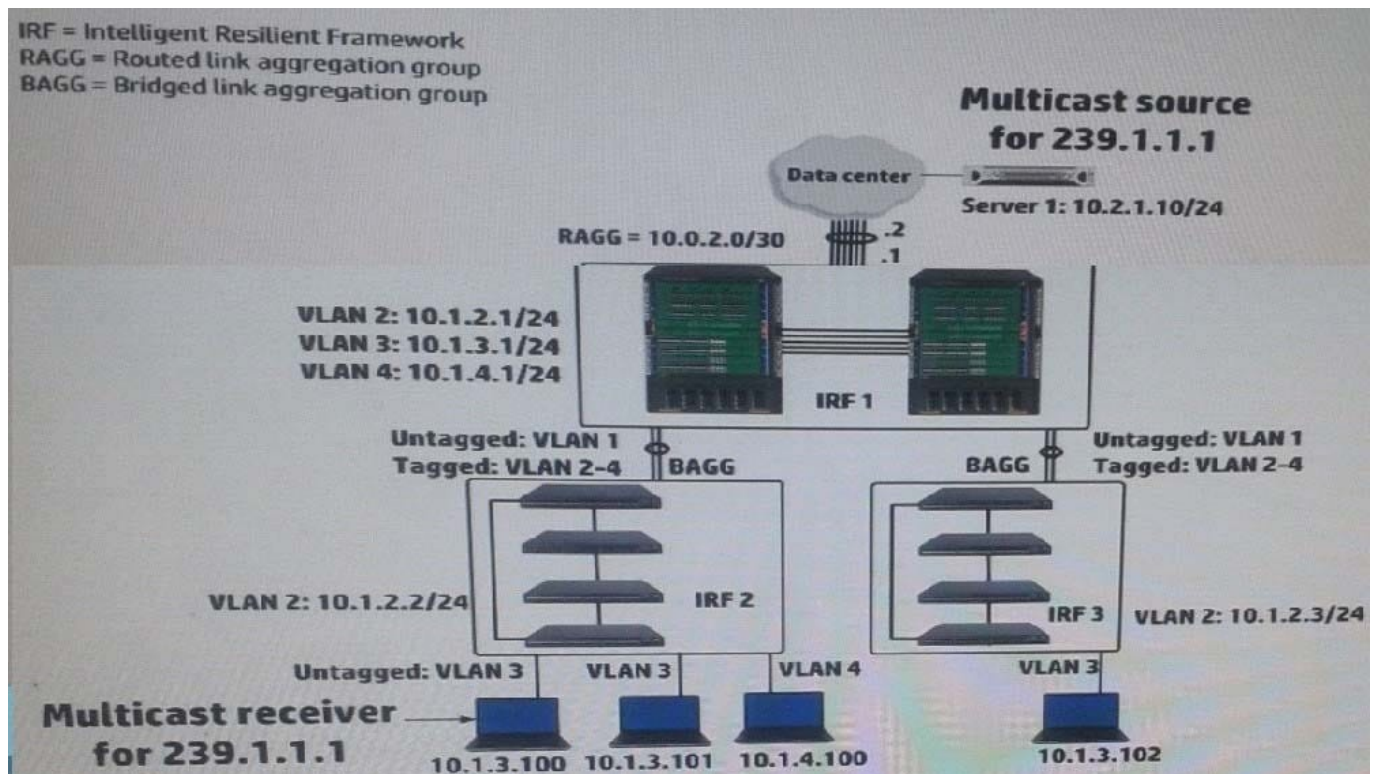 IRF = Intelligent Resilient Framework
RAGG = Routed link aggregation group
BAGG = Bridged link aggregation group
Multicast source
for 239.1.1.1
Data center
Server 1: 10.2.1.10/24
RAGG = 10.0.2.0/30
.2
.1
VLAN 2: 10.1.2.1/24
VLAN 3: 10.1.3.1/24
VLAN 4: 10.1.4.1/24
IRF 1
Untagged: VLAN 1
Tagged: VLAN 2-4
BAGG
BAGG
Untagged: VLAN 1
Tagged: VLAN 2-4
VLAN 2: 10.1.2.2/24
IRF 2
IRF 3
VLAN 2: 10.1.2.3/24
Untagged: VLAN 3
VLAN 3
VLAN 4
VLAN 3
Multicast receiver
for 239.1.1.1
10.1.3.100
10.1.3.101
10.1.4.100
10.1.3.102